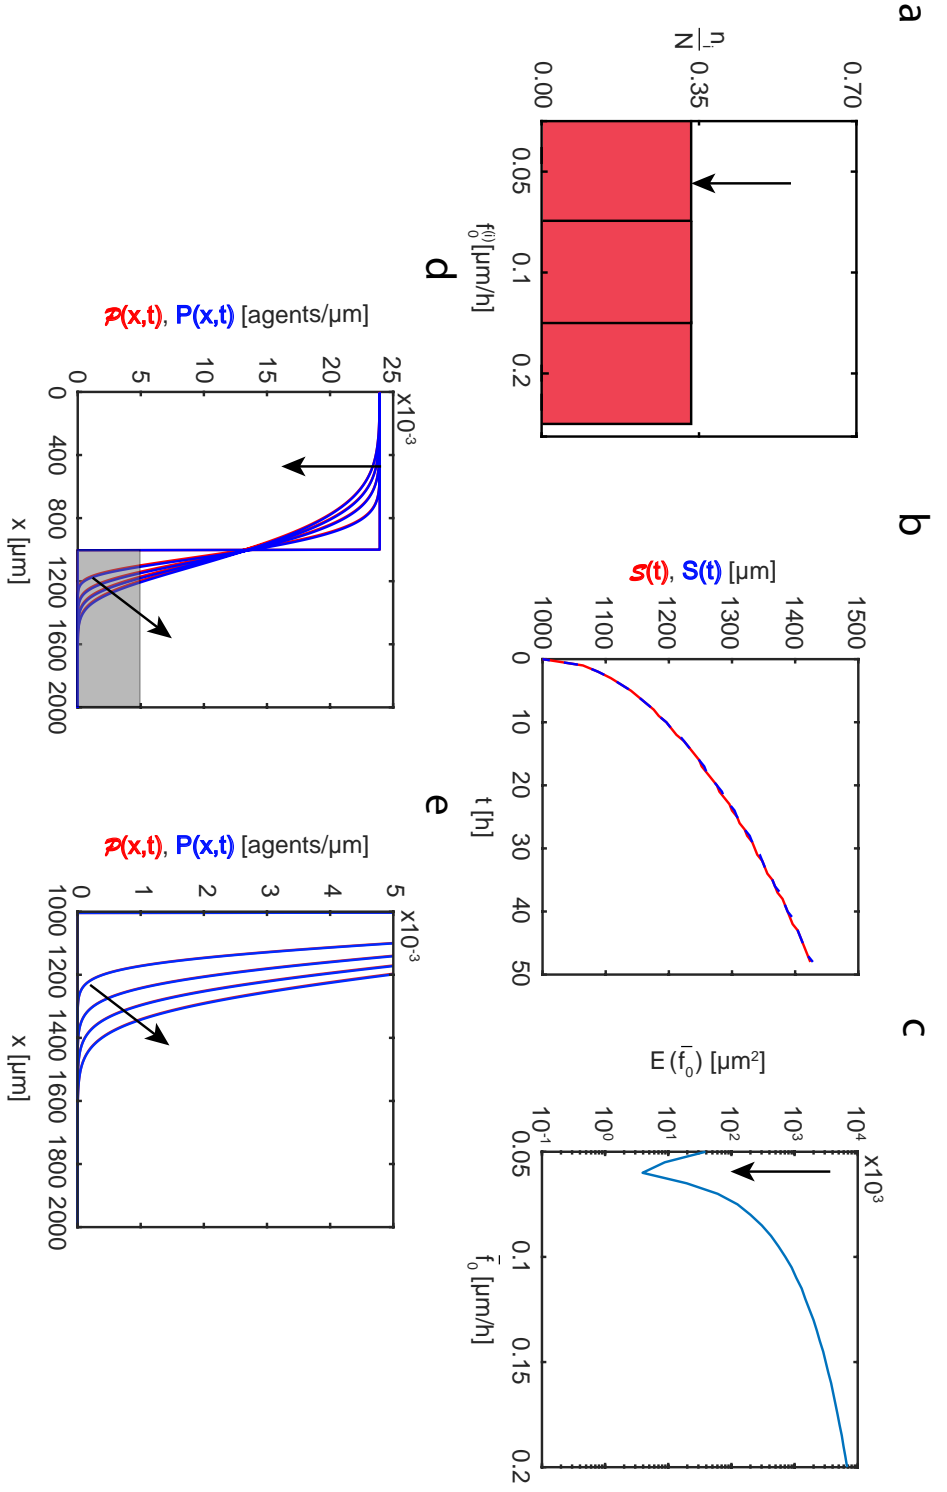 a
n_i
N
0.70
0.35
0.00
0.05
0.1
0.2
f_0^(i) [µm/h]
b
𝒮(t), S(t) [µm]
1500
1400
1300
1200
1100
1000
0
10
20
30
40
50
t [h]
c
E (f̄_0) [µm²]
x10³
10⁴
10³
10²
10¹
10⁰
10⁻¹
0.05
0.1
0.15
0.2
f̄_0 [µm/h]
d
𝒫(x,t), P(x,t) [agents/µm]
x10⁻³
25
20
15
10
5
0
0
400
800
1200
1600
2000
x [µm]
e
𝒫(x,t), P(x,t) [agents/µm]
x10⁻³
5
4
3
2
1
0
1000
1200
1400
1600
1800
2000
x [µm]